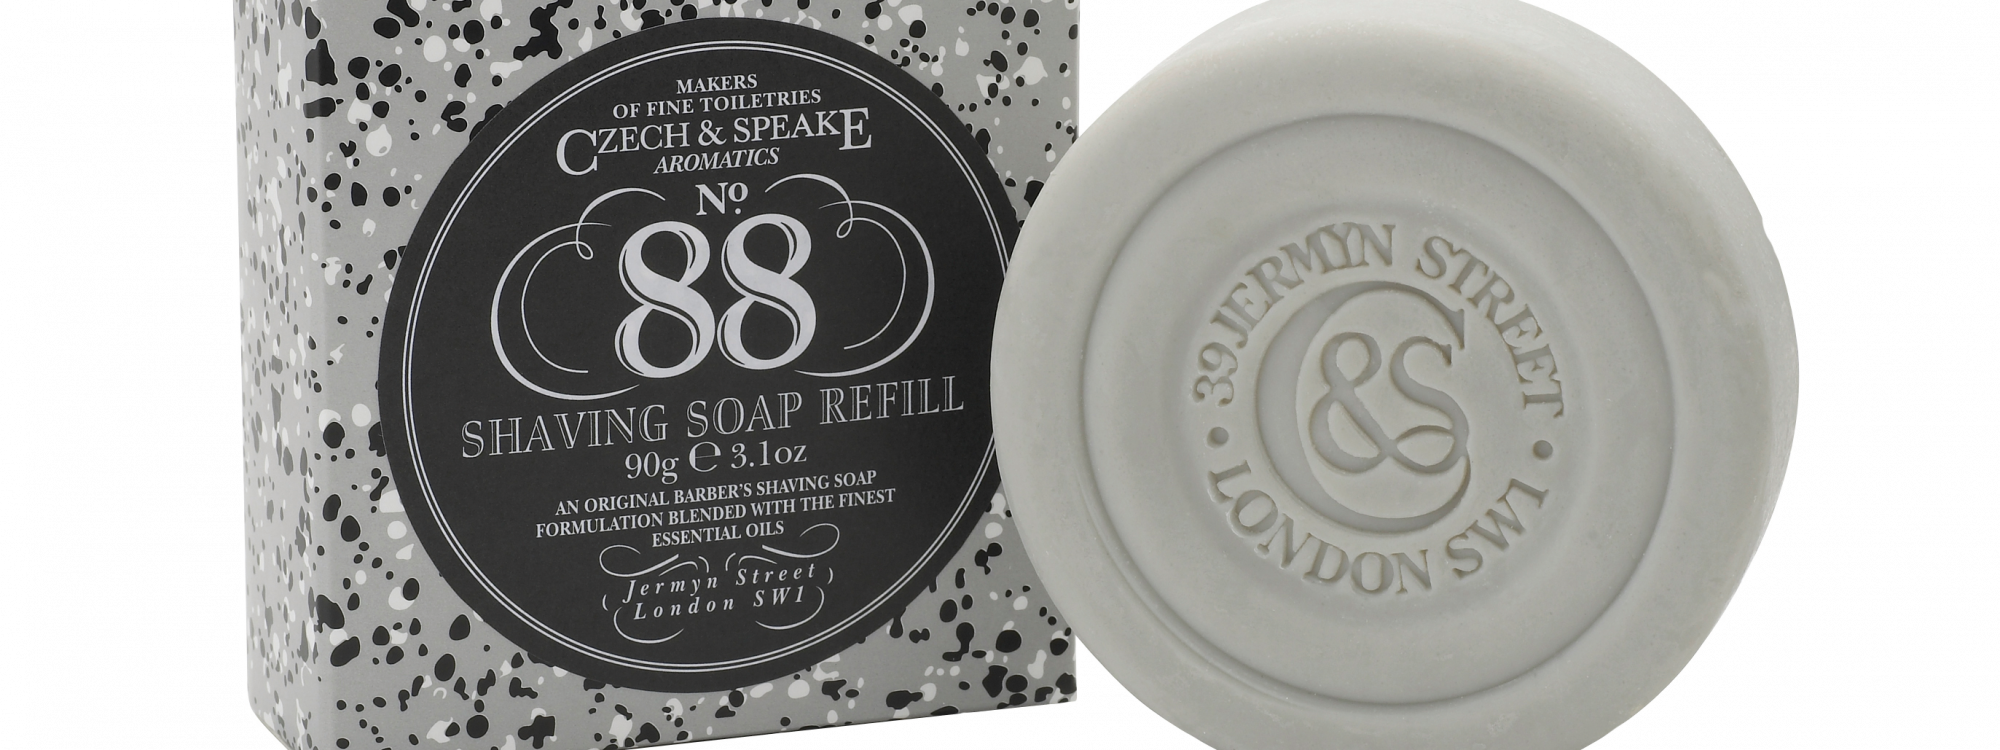 MAKERS
OF FINE TOILETRIES
CZECH & SPEAKE
AROMATICS
No.
88
SHAVING SOAP REFILL
90g ℮ 3.1oz
AN ORIGINAL BARBER'S SHAVING SOAP
FORMULATION BLENDED WITH THE FINEST
ESSENTIAL OILS
Jermyn Street
London SW1
39 JERMYN STREET
C&S
• LONDON SW1 •